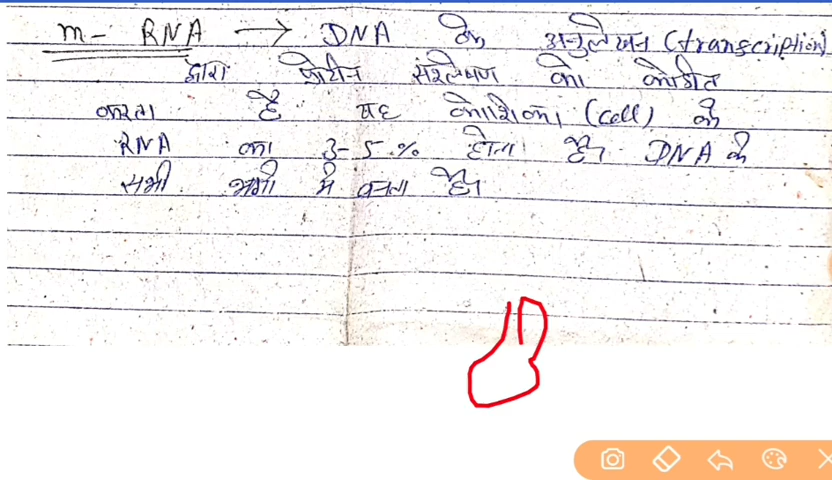 m- RNA → DNA के अनुलेखन (transcription)
द्वारा प्रोटीन संश्लेषण को कोडित
करता है यह कोशिका (cell) के
RNA का 3-5 % होता है। DNA के
सभी भागों में बनता है।